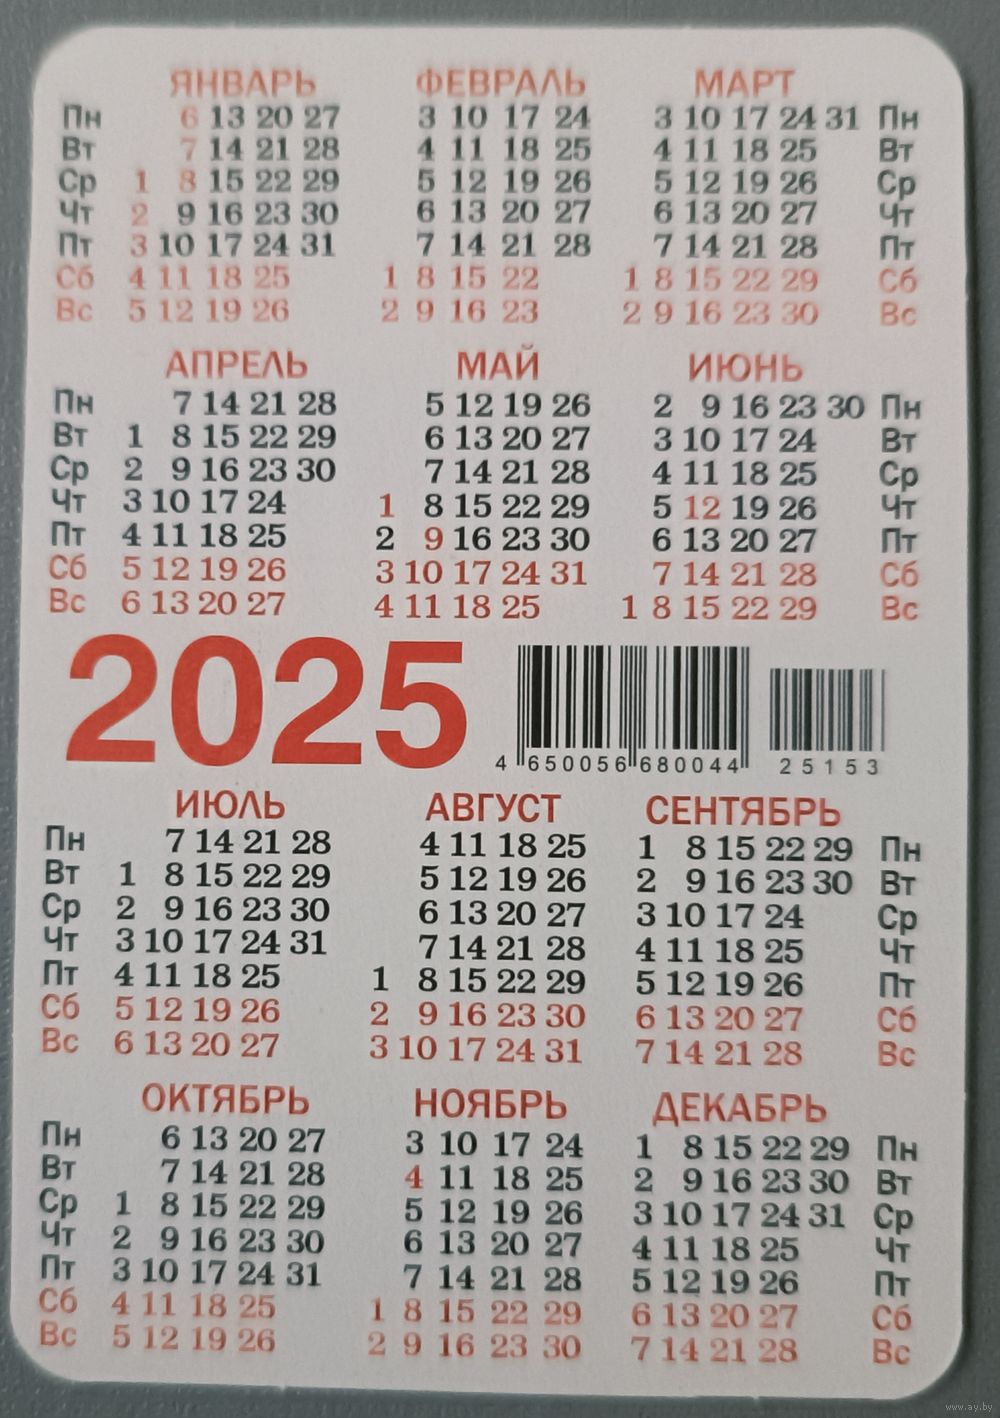 ЯНВАРЬ ФЕВРАЛЬ МАРТ
Пн 6 13 20 27 3 10 17 24 3 10 17 24 31 Пн
Вт 7 14 21 28 4 11 18 25 4 11 18 25 Вт
Ср 1 8 15 22 29 5 12 19 26 5 12 19 26 Ср
Чт 2 9 16 23 30 6 13 20 27 6 13 20 27 Чт
Пт 3 10 17 24 31 7 14 21 28 7 14 21 28 Пт
Сб 4 11 18 25 1 8 15 22 1 8 15 22 29 Сб
Вс 5 12 19 26 2 9 16 23 2 9 16 23 30 Вс
АПРЕЛЬ МАЙ ИЮНЬ
Пн 7 14 21 28 5 12 19 26 2 9 16 23 30 Пн
Вт 1 8 15 22 29 6 13 20 27 3 10 17 24 Вт
Ср 2 9 16 23 30 7 14 21 28 4 11 18 25 Ср
Чт 3 10 17 24 1 8 15 22 29 5 12 19 26 Чт
Пт 4 11 18 25 2 9 16 23 30 6 13 20 27 Пт
Сб 5 12 19 26 3 10 17 24 31 7 14 21 28 Сб
Вс 6 13 20 27 4 11 18 25 1 8 15 22 29 Вс
2025
4 650056 680044 25153
ИЮЛЬ АВГУСТ СЕНТЯБРЬ
Пн 7 14 21 28 4 11 18 25 1 8 15 22 29 Пн
Вт 1 8 15 22 29 5 12 19 26 2 9 16 23 30 Вт
Ср 2 9 16 23 30 6 13 20 27 3 10 17 24 Ср
Чт 3 10 17 24 31 7 14 21 28 4 11 18 25 Чт
Пт 4 11 18 25 1 8 15 22 29 5 12 19 26 Пт
Сб 5 12 19 26 2 9 16 23 30 6 13 20 27 Сб
Вс 6 13 20 27 3 10 17 24 31 7 14 21 28 Вс
ОКТЯБРЬ НОЯБРЬ ДЕКАБРЬ
Пн 6 13 20 27 3 10 17 24 1 8 15 22 29 Пн
Вт 7 14 21 28 4 11 18 25 2 9 16 23 30 Вт
Ср 1 8 15 22 29 5 12 19 26 3 10 17 24 31 Ср
Чт 2 9 16 23 30 6 13 20 27 4 11 18 25 Чт
Пт 3 10 17 24 31 7 14 21 28 5 12 19 26 Пт
Сб 4 11 18 25 1 8 15 22 29 6 13 20 27 Сб
Вс 5 12 19 26 2 9 16 23 30 7 14 21 28 Вс
www.ay.by